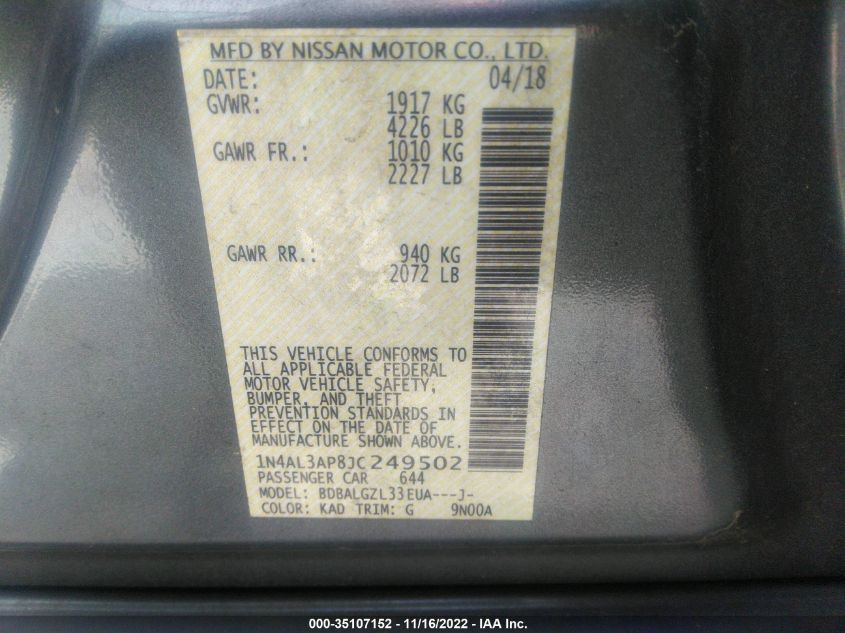 MFD BY NISSAN MOTOR CO., LTD.
DATE: 04/18
GVWR: 1917 KG
4226 LB
GAWR FR.: 1010 KG
2227 LB
GAWR RR.: 940 KG
2072 LB
THIS VEHICLE CONFORMS TO
ALL APPLICABLE FEDERAL
MOTOR VEHICLE SAFETY,
BUMPER, AND THEFT
PREVENTION STANDARDS IN
EFFECT ON THE DATE OF
MANUFACTURE SHOWN ABOVE.
1N4AL3AP8JC249502
PASSENGER CAR 644
MODEL: BDBALGZL33EUA---J-
COLOR: KAD TRIM: G 9N00A
000-35107152 - 11/16/2022 - IAA Inc.